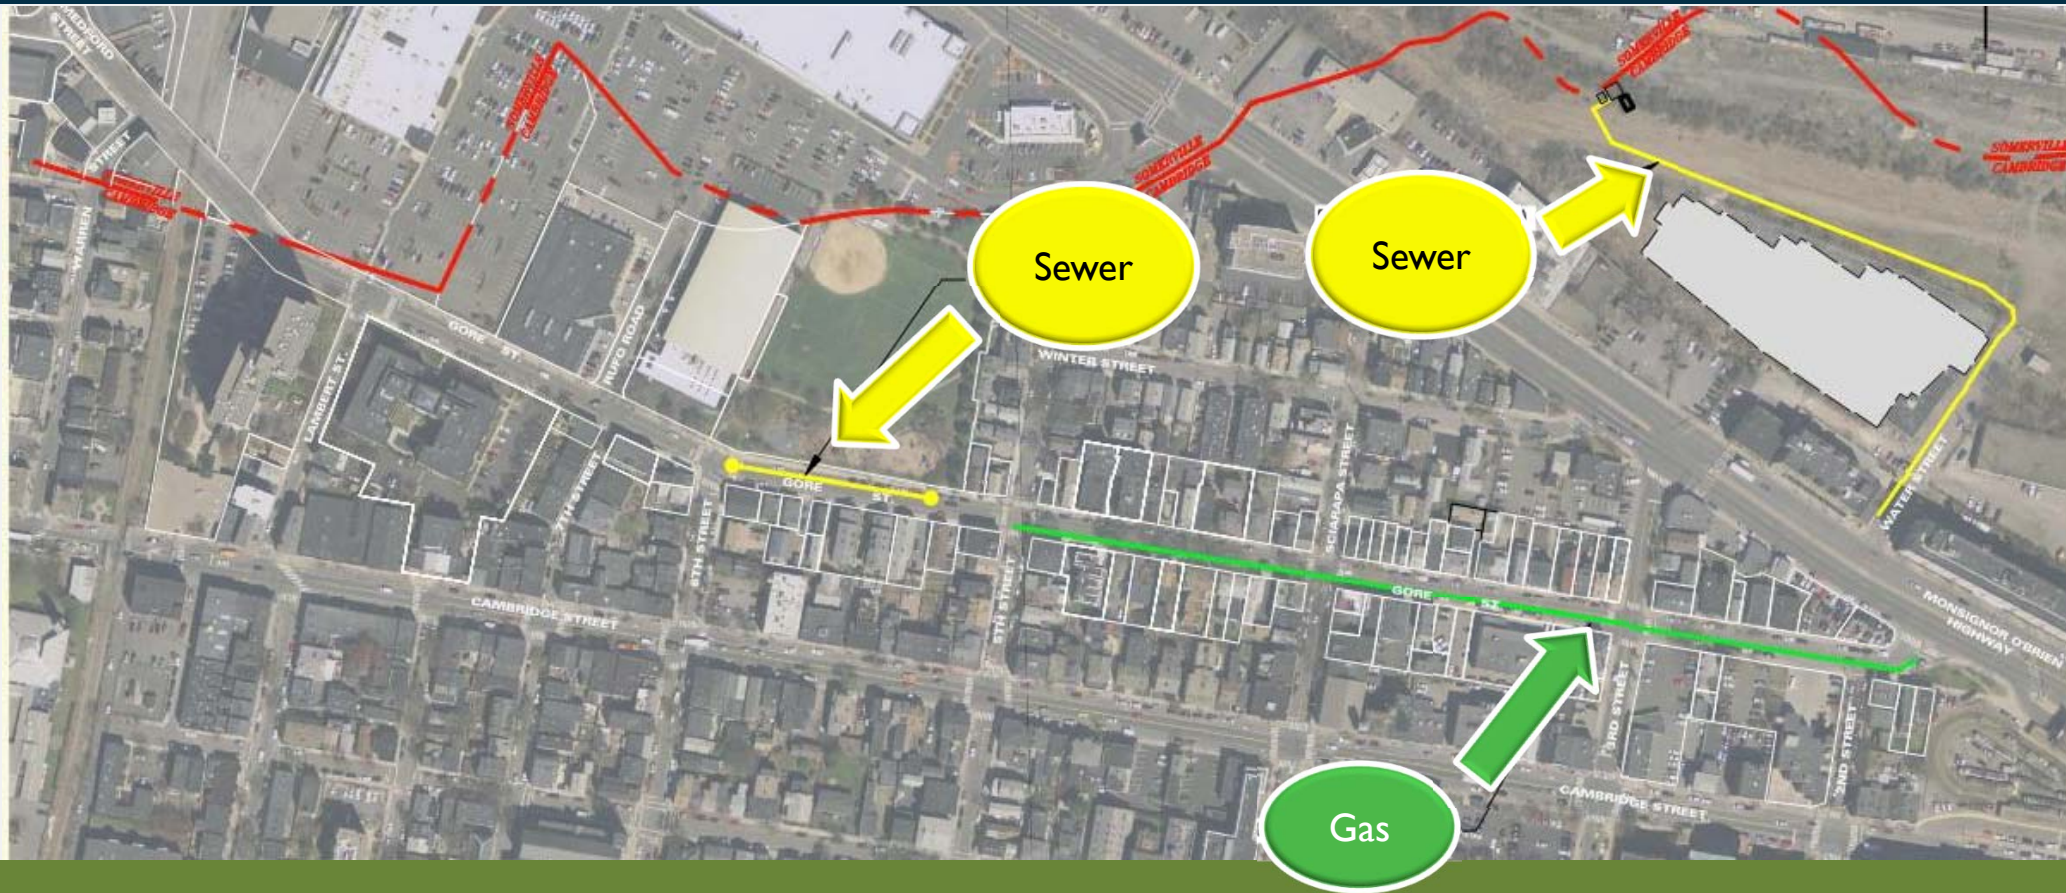 MEDFORD
STREET
STREET
SOMERVILLE
CAMBRIDGE
SOMERVILLE
CAMBRIDGE
SOMERVILLE
CAMBRIDGE
SOMERVILLE
CAMBRIDGE
SOMERVILLE
CAMBRIDGE
WARREN
GORE ST.
RUFO ROAD
LAMBERT ST.
7TH STREET
6TH STREET
5TH STREET
WINTER STREET
SCIARAPA STREET
Sewer
Sewer
GORE ST.
GORE ST.
CAMBRIDGE STREET
WATER STREET
MONSIGNOR O'BRIEN
HIGHWAY
3RD STREET
2ND STREET
CAMBRIDGE STREET
Gas